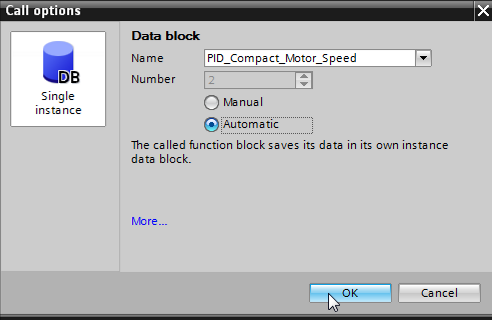 Call options
DB
Single
instance
Data block
Name
PID_Compact_Motor_Speed
Number
2
Manual
Automatic
The called function block saves its data in its own instance
data block.
More...
OK
Cancel